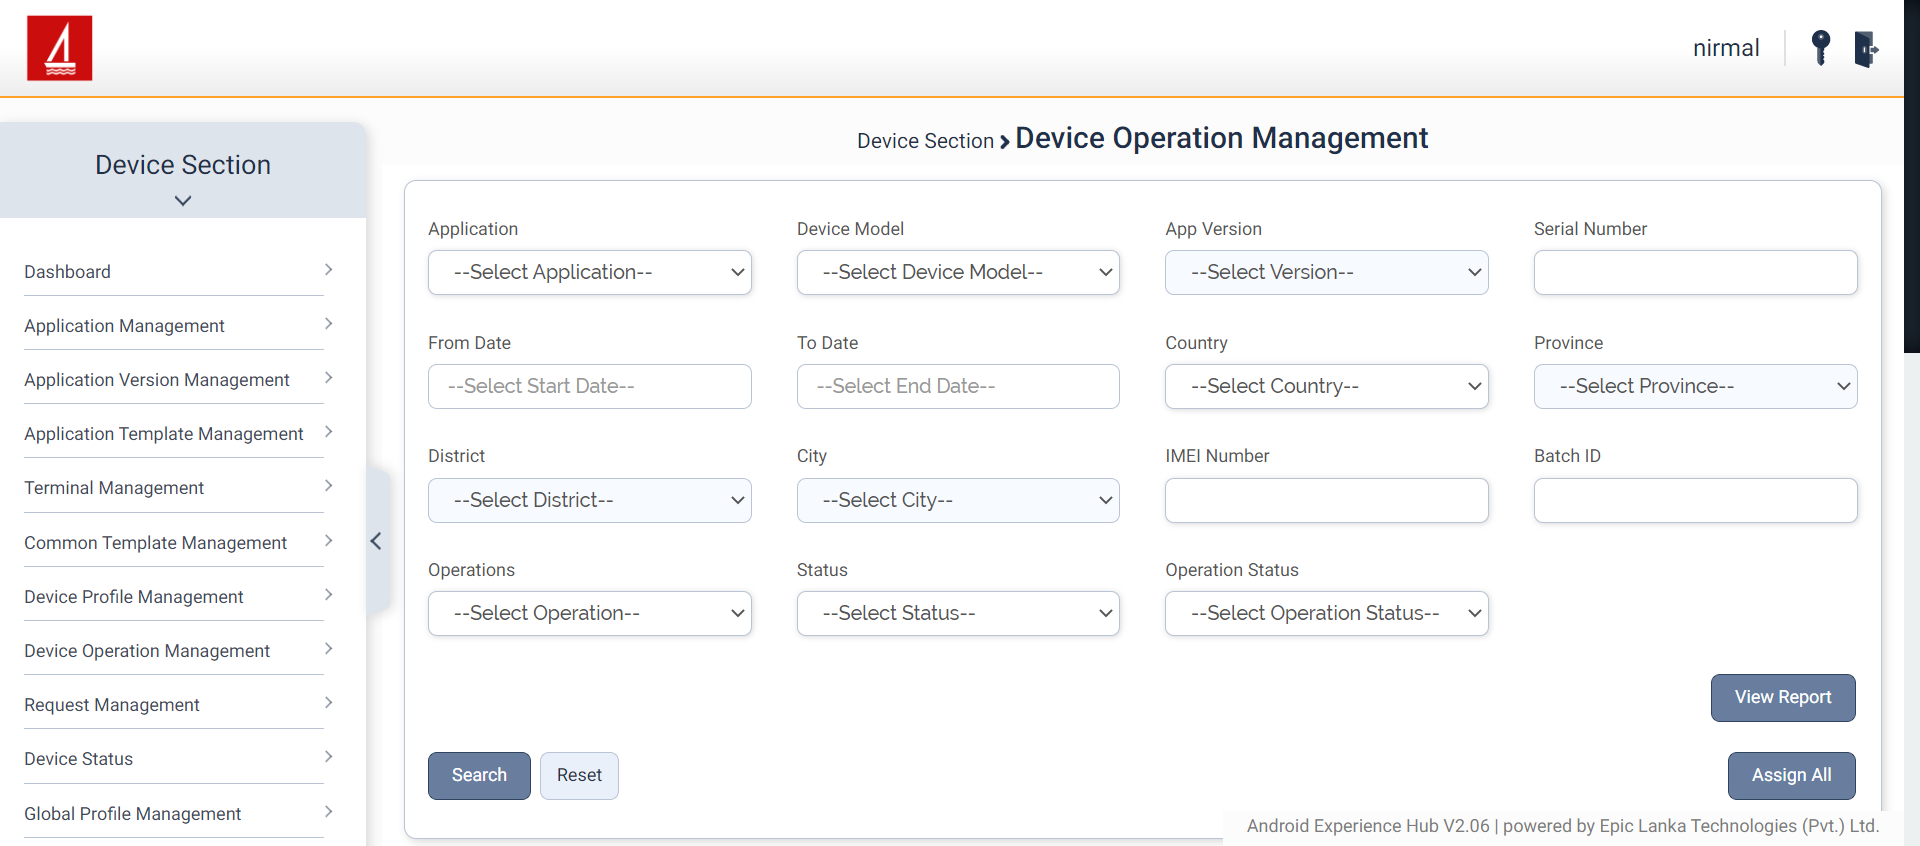 nirmal
Device Section
Device Section Device Operation Management
Dashboard
Application Management
Application Version Management
Application Template Management
Terminal Management
Common Template Management
Device Profile Management
Device Operation Management
Request Management
Device Status
Global Profile Management
Application Device Model App Version Serial Number
--Select Application-- --Select Device Model-- --Select Version--
From Date To Date Country Province
--Select Start Date-- --Select End Date-- --Select Country-- --Select Province--
District City IMEI Number Batch ID
--Select District-- --Select City--
Operations Status Operation Status
--Select Operation-- --Select Status-- --Select Operation Status--
View Report
Search Reset Assign All
Android Experience Hub V2.06 | powered by Epic Lanka Technologies (Pvt.) Ltd.